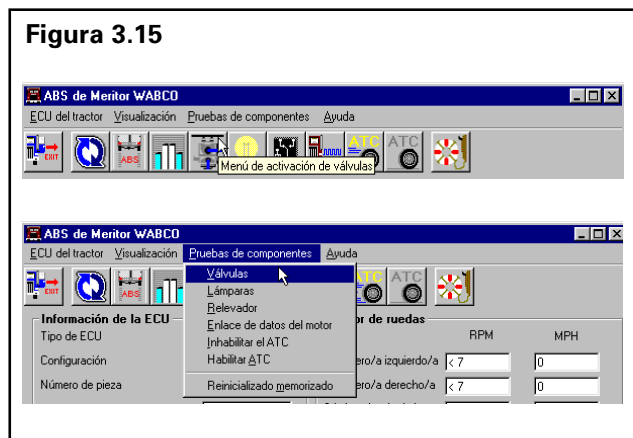 Figura 3.15
ABS de Meritor WABCO
ECU del tractor Visualización Pruebas de componentes Ayuda
EXIT ABS ATC ATC
Menú de activación de válvulas
ABS de Meritor WABCO
ECU del tractor Visualización Pruebas de componentes Ayuda
EXIT ABS ATC ATC
Válvulas
Lámparas
Relevador
Enlace de datos del motor
Inhabilitar el ATC
Habilitar ATC
Reinicializado memorizado
Información de la ECU
Tipo de ECU
Configuración
Número de pieza
or de ruedas
RPM MPH
ero/a izquierdo/a < 7 0
ero/a derecho/a < 7 0